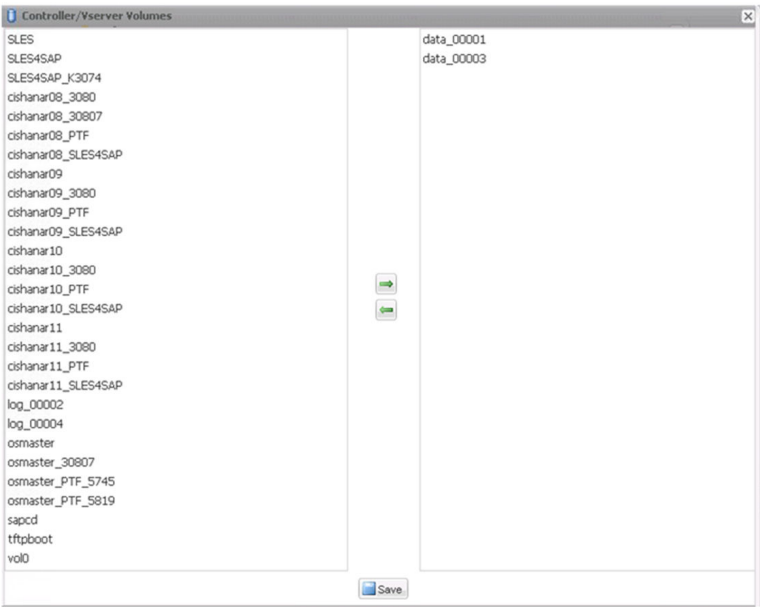 Controller/Vserver Volumes
SLES
SLES4SAP
SLES4SAP_K3074
cishanar08_3080
cishanar08_30807
cishanar08_PTF
cishanar08_SLES4SAP
cishanar09
cishanar09_3080
cishanar09_PTF
cishanar09_SLES4SAP
cishanar10
cishanar10_3080
cishanar10_PTF
cishanar10_SLES4SAP
cishanar11
cishanar11_3080
cishanar11_PTF
cishanar11_SLES4SAP
log_00002
log_00004
osmaster
osmaster_30807
osmaster_PTF_5745
osmaster_PTF_5819
sapcd
tftpboot
vol0
data_00001
data_00003
Save